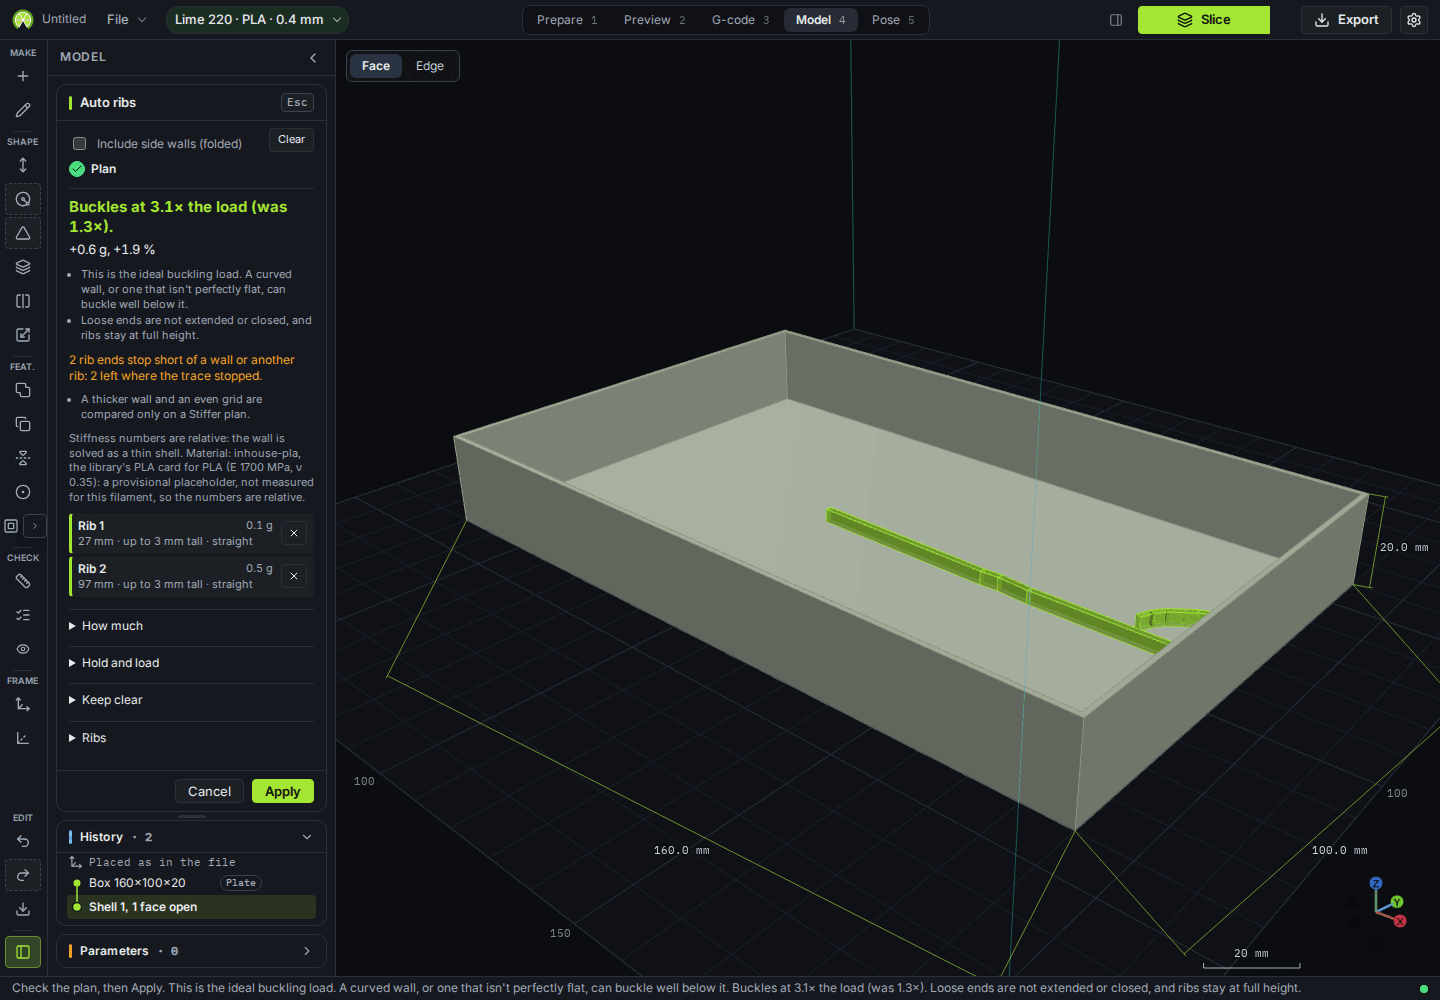 Untitled
File
Lime 220 · PLA · 0.4 mm
Prepare 1
Preview 2
G-code 3
Model 4
Pose 5
Slice
Export
MAKE
SHAPE
FEAT.
CHECK
FRAME
EDIT
MODEL
Auto ribs
Esc
Include side walls (folded)
Clear
Plan
Buckles at 3.1× the load (was
1.3×).
+0.6 g, +1.9 %
This is the ideal buckling load. A curved
wall, or one that isn't perfectly flat, can
buckle well below it.
Loose ends are not extended or closed, and
ribs stay at full height.
2 rib ends stop short of a wall or another
rib: 2 left where the trace stopped.
A thicker wall and an even grid are
compared only on a Stiffer plan.
Stiffness numbers are relative: the wall is
solved as a thin shell. Material: inhouse-pla,
the library's PLA card for PLA (E 1700 MPa, ν
0.35): a provisional placeholder, not measured
for this filament, so the numbers are relative.
Rib 1
0.1 g
27 mm · up to 3 mm tall · straight
Rib 2
0.5 g
97 mm · up to 3 mm tall · straight
How much
Hold and load
Keep clear
Ribs
Cancel
Apply
History · 2
Placed as in the file
Box 160×100×20
Plate
Shell 1, 1 face open
Parameters · 0
Face
Edge
20.0 mm
100
100
160.0 mm
100.0 mm
150
Z
Y
X
20 mm
Check the plan, then Apply. This is the ideal buckling load. A curved wall, or one that isn't perfectly flat, can buckle well below it. Buckles at 3.1× the load (was 1.3×). Loose ends are not extended or closed, and ribs stay at full height.